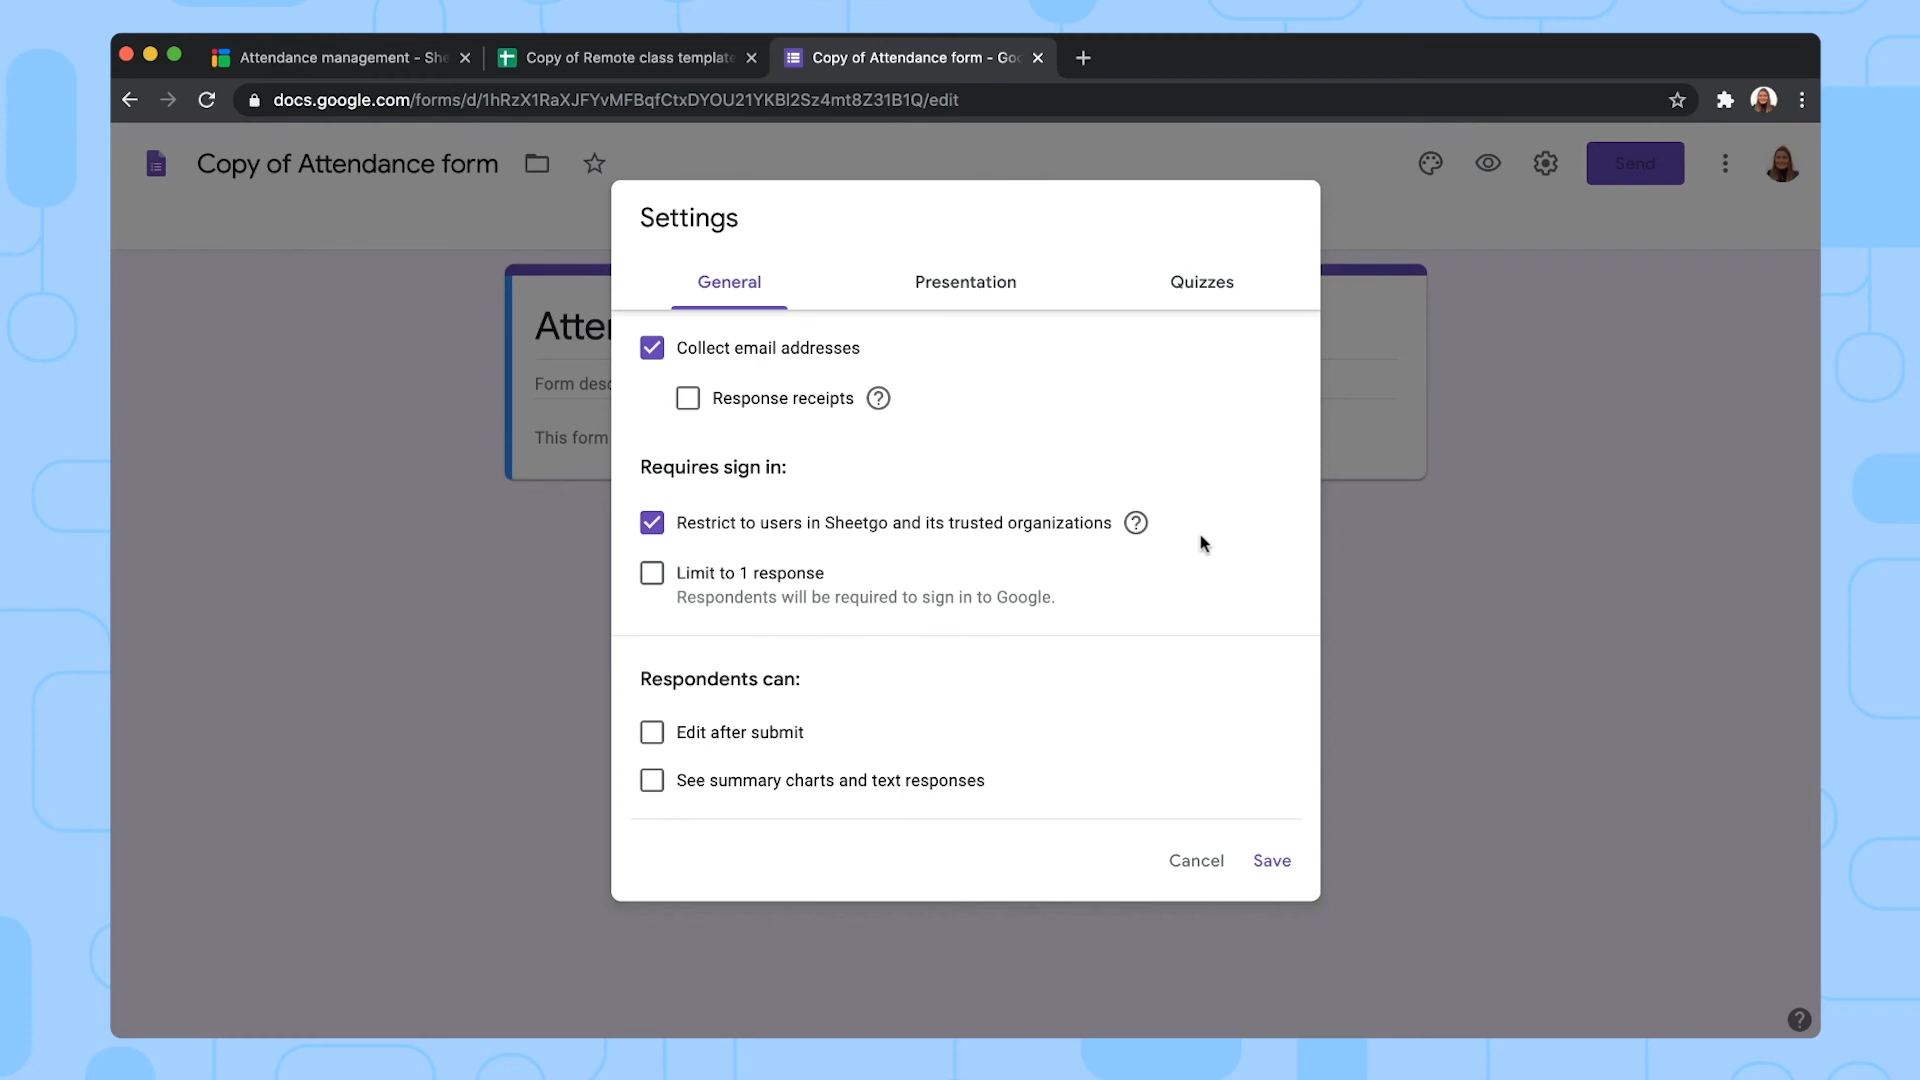 Attendance management - She
Copy of Remote class template
Copy of Attendance form - Goo
docs.google.com/forms/d/1hRzX1RaXJFYvMFBqfCtxDYOU21YKBl2Sz4mt8Z31B1Q/edit
Copy of Attendance form
Send
Settings
General
Presentation
Quizzes
Atte
Form desc
This form
Collect email addresses
Response receipts
Requires sign in:
Restrict to users in Sheetgo and its trusted organizations
Limit to 1 response
Respondents will be required to sign in to Google.
Respondents can:
Edit after submit
See summary charts and text responses
Cancel
Save